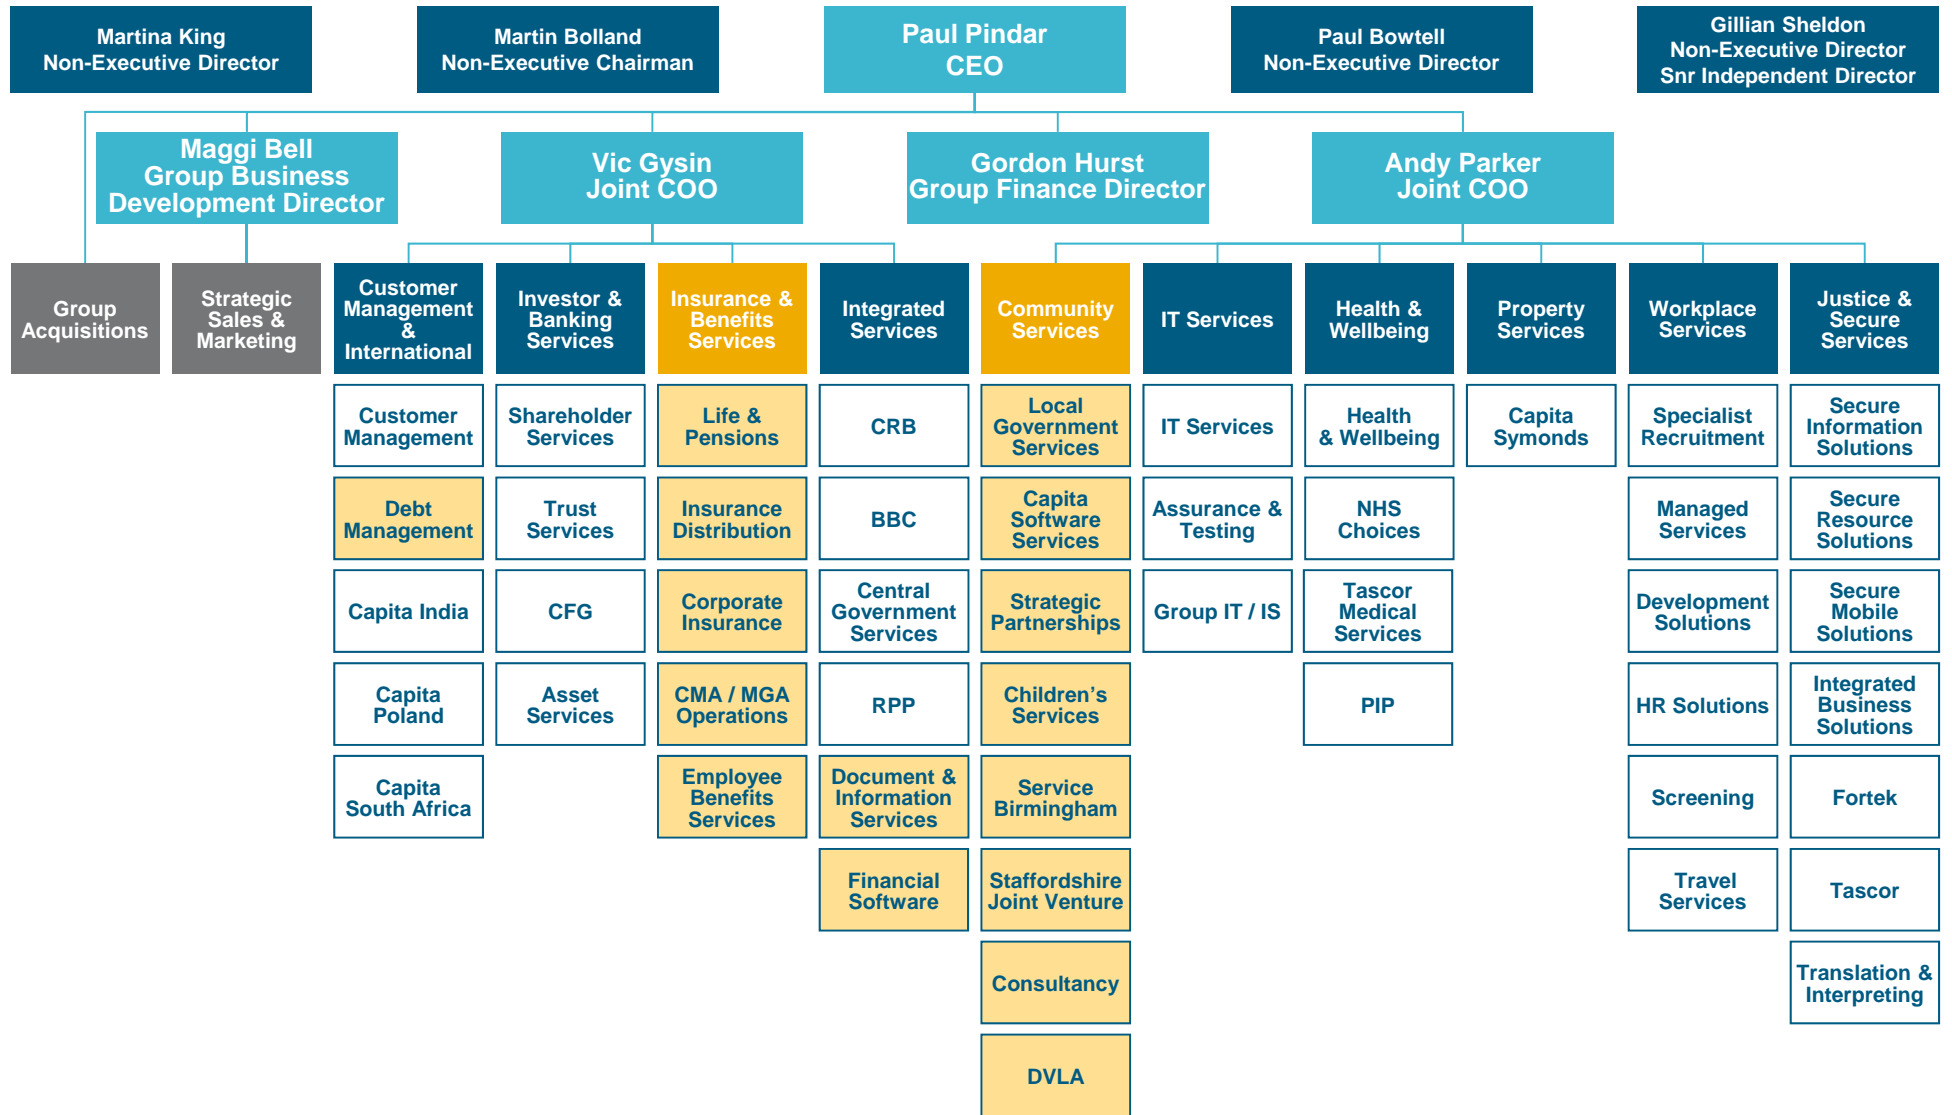 Martina King
Non-Executive Director
Martin Bolland
Non-Executive Chairman
Paul Pindar
CEO
Paul Bowtell
Non-Executive Director
Gillian Sheldon
Non-Executive Director
Snr Independent Director
Maggi Bell
Group Business
Development Director
Vic Gysin
Joint COO
Gordon Hurst
Group Finance Director
Andy Parker
Joint COO
Group
Acquisitions
Strategic
Sales &
Marketing
Customer
Management
&
International
Investor &
Banking
Services
Insurance &
Benefits
Services
Integrated
Services
Community
Services
IT Services
Health &
Wellbeing
Property
Services
Workplace
Services
Justice &
Secure
Services
Customer
Management
Shareholder
Services
Life &
Pensions
CRB
Local
Government
Services
IT Services
Health
& Wellbeing
Capita
Symonds
Specialist
Recruitment
Secure
Information
Solutions
Debt
Management
Trust
Services
Insurance
Distribution
BBC
Capita
Software
Services
Assurance &
Testing
NHS
Choices
Managed
Services
Secure
Resource
Solutions
Capita India
CFG
Corporate
Insurance
Central
Government
Services
Strategic
Partnerships
Group IT / IS
Tascor
Medical
Services
Development
Solutions
Secure
Mobile
Solutions
Capita
Poland
Asset
Services
CMA / MGA
Operations
RPP
Children’s
Services
PIP
HR Solutions
Integrated
Business
Solutions
Capita
South Africa
Employee
Benefits
Services
Document &
Information
Services
Service
Birmingham
Screening
Fortek
Financial
Software
Staffordshire
Joint Venture
Travel
Services
Tascor
Consultancy
Translation &
Interpreting
DVLA